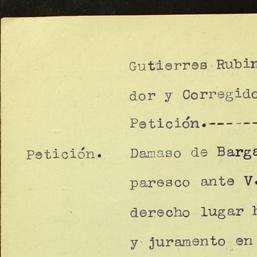 Gutierres Rubin
dor y Corregido
Petición.------
Petición. Damaso de Barga
paresco ante V.
derecho lugar h
y juramento en